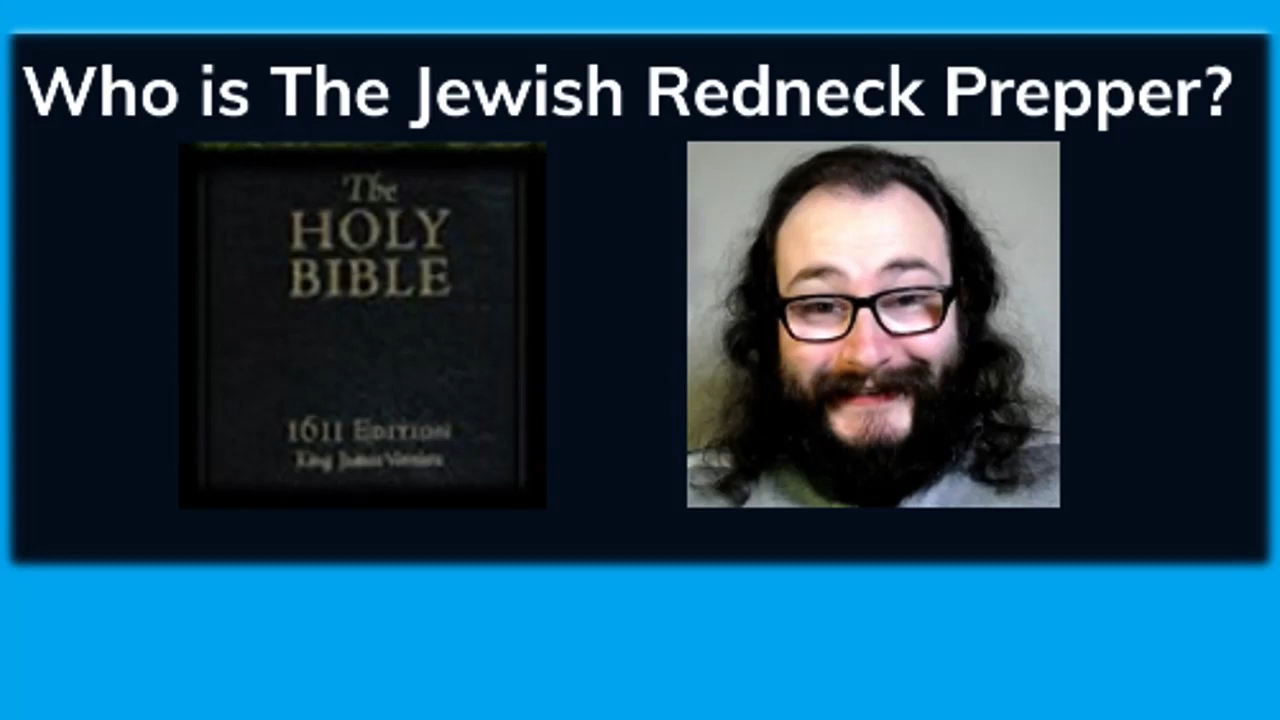 Who is The Jewish Redneck Prepper?
The
HOLY
BIBLE
1611 EDITION
King James Version